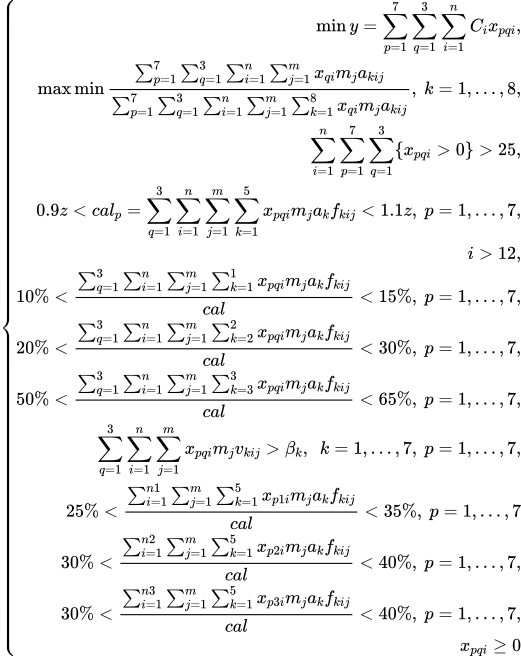 \min y = \sum_{p=1}^{7} \sum_{q=1}^{3} \sum_{i=1}^{n} C_i x_{pqi},
\max \min \frac{\sum_{p=1}^{7} \sum_{q=1}^{3} \sum_{i=1}^{n} \sum_{j=1}^{m} x_{qi} m_j a_{kij}}{\sum_{p=1}^{7} \sum_{q=1}^{3} \sum_{i=1}^{n} \sum_{j=1}^{m} \sum_{k=1}^{8} x_{qi} m_j a_{kij}}, k = 1, \ldots, 8,
\sum_{i=1}^{n} \sum_{p=1}^{7} \sum_{q=1}^{3} \{x_{pqi} > 0\} > 25,
0.9z < cal_p = \sum_{q=1}^{3} \sum_{i=1}^{n} \sum_{j=1}^{m} \sum_{k=1}^{5} x_{pqi} m_j a_k f_{kij} < 1.1z, p = 1, \ldots, 7,
i > 12,
10\% < \frac{\sum_{q=1}^{3} \sum_{i=1}^{n} \sum_{j=1}^{m} \sum_{k=1}^{1} x_{pqi} m_j a_k f_{kij}}{cal} < 15\%, p = 1, \ldots, 7,
20\% < \frac{\sum_{q=1}^{3} \sum_{i=1}^{n} \sum_{j=1}^{m} \sum_{k=2}^{2} x_{pqi} m_j a_k f_{kij}}{cal} < 30\%, p = 1, \ldots, 7,
50\% < \frac{\sum_{q=1}^{3} \sum_{i=1}^{n} \sum_{j=1}^{m} \sum_{k=3}^{3} x_{pqi} m_j a_k f_{kij}}{cal} < 65\%, p = 1, \ldots, 7,
\sum_{q=1}^{3} \sum_{i=1}^{n} \sum_{j=1}^{m} x_{pqi} m_j v_{kij} > \beta_k, k = 1, \ldots, 7, p = 1, \ldots, 7,
25\% < \frac{\sum_{i=1}^{n1} \sum_{j=1}^{m} \sum_{k=1}^{5} x_{p1i} m_j a_k f_{kij}}{cal} < 35\%, p = 1, \ldots, 7
30\% < \frac{\sum_{i=1}^{n2} \sum_{j=1}^{m} \sum_{k=1}^{5} x_{p2i} m_j a_k f_{kij}}{cal} < 40\%, p = 1, \ldots, 7,
30\% < \frac{\sum_{i=1}^{n3} \sum_{j=1}^{m} \sum_{k=1}^{5} x_{p3i} m_j a_k f_{kij}}{cal} < 40\%, p = 1, \ldots, 7,
x_{pqi} \geq 0